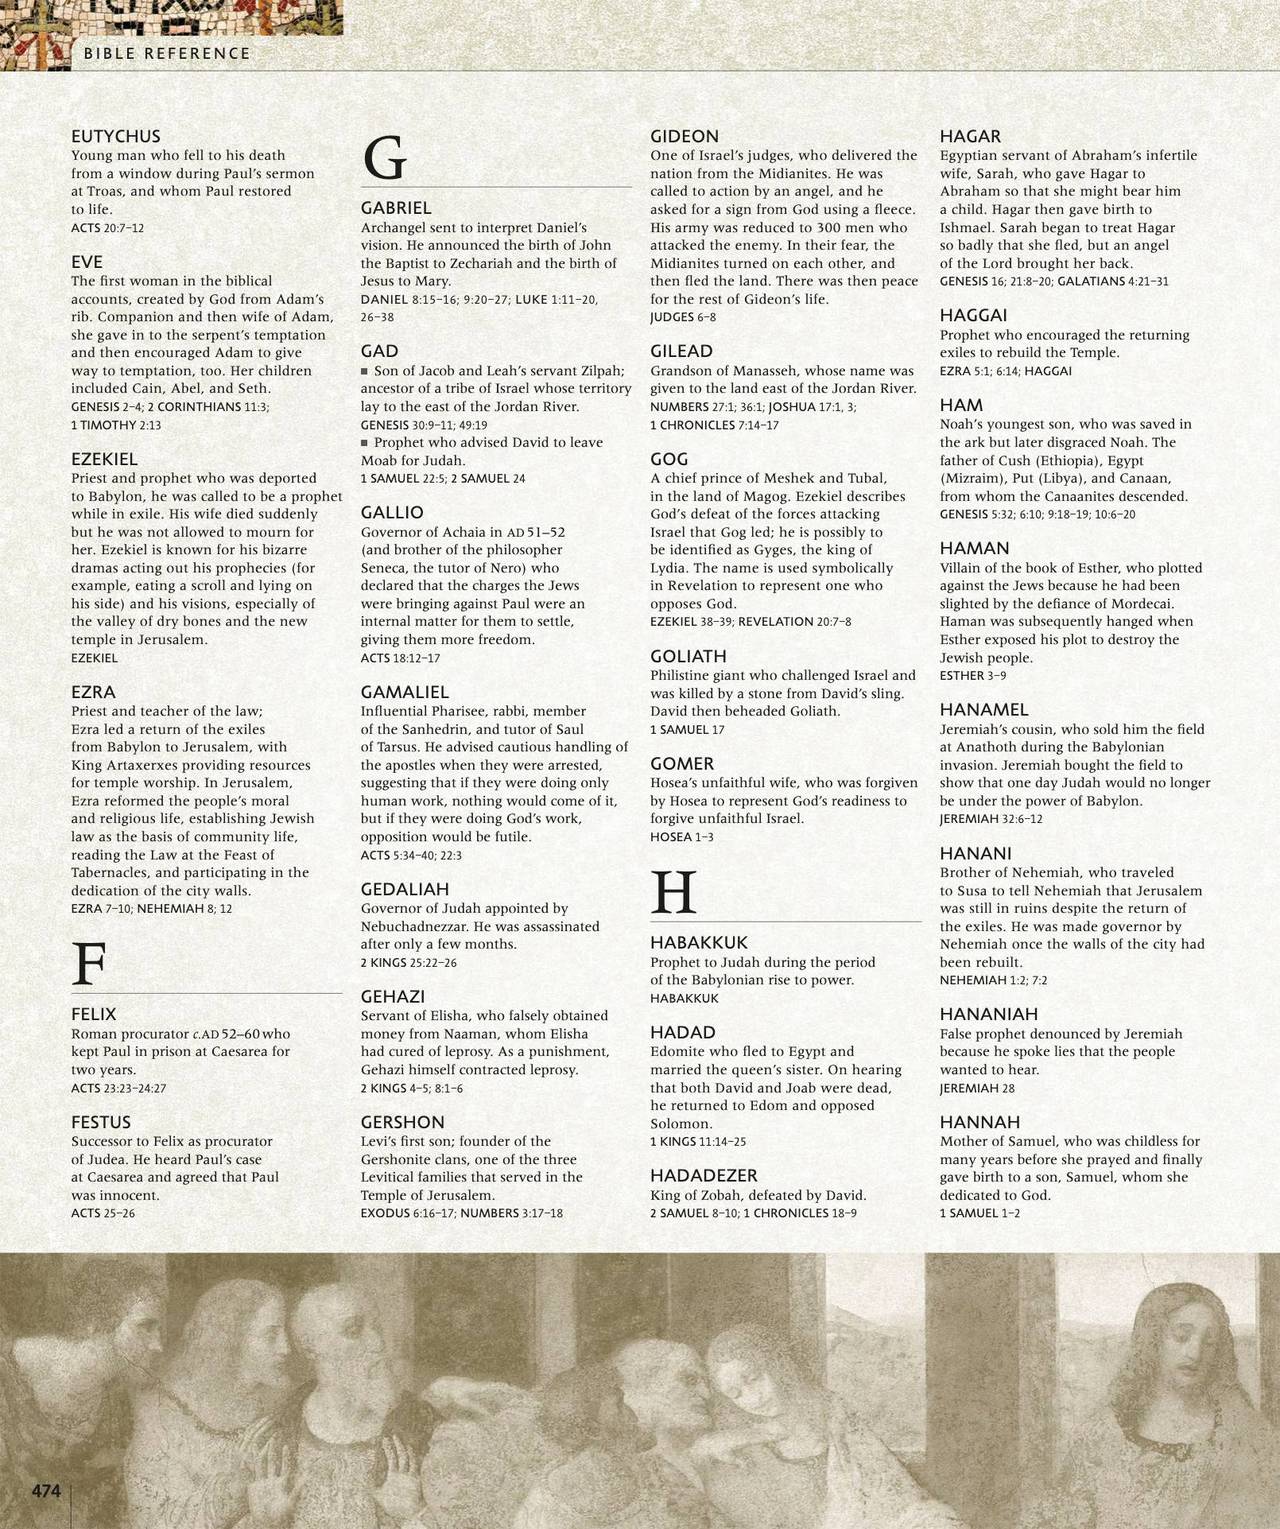 BIBLE REFERENCE
EUTYCHUS
Young man who fell to his death
from a window during Paul's sermon
at Troas, and whom Paul restored
to life.
ACTS 20:7–12
EVE
The first woman in the biblical
accounts, created by God from Adam's
rib. Companion and then wife of Adam,
she gave in to the serpent's temptation
and then encouraged Adam to give
way to temptation, too. Her children
included Cain, Abel, and Seth.
GENESIS 2–4; 2 CORINTHIANS 11:3;
1 TIMOTHY 2:13
EZEKIEL
Priest and prophet who was deported
to Babylon, he was called to be a prophet
while in exile. His wife died suddenly
but he was not allowed to mourn for
her. Ezekiel is known for his bizarre
dramas acting out his prophecies (for
example, eating a scroll and lying on
his side) and his visions, especially of
the valley of dry bones and the new
temple in Jerusalem.
EZEKIEL
EZRA
Priest and teacher of the law;
Ezra led a return of the exiles
from Babylon to Jerusalem, with
King Artaxerxes providing resources
for temple worship. In Jerusalem,
Ezra reformed the people's moral
and religious life, establishing Jewish
law as the basis of community life,
reading the Law at the Feast of
Tabernacles, and participating in the
dedication of the city walls.
EZRA 7–10; NEHEMIAH 8; 12
F
FELIX
Roman procurator c.AD 52–60 who
kept Paul in prison at Caesarea for
two years.
ACTS 23:23–24:27
FESTUS
Successor to Felix as procurator
of Judea. He heard Paul's case
at Caesarea and agreed that Paul
was innocent.
ACTS 25–26
G
GABRIEL
Archangel sent to interpret Daniel's
vision. He announced the birth of John
the Baptist to Zechariah and the birth of
Jesus to Mary.
DANIEL 8:15–16; 9:20–27; LUKE 1:11–20,
26–38
GAD
■ Son of Jacob and Leah's servant Zilpah;
ancestor of a tribe of Israel whose territory
lay to the east of the Jordan River.
GENESIS 30:9–11; 49:19
■ Prophet who advised David to leave
Moab for Judah.
1 SAMUEL 22:5; 2 SAMUEL 24
GALLIO
Governor of Achaia in AD 51–52
(and brother of the philosopher
Seneca, the tutor of Nero) who
declared that the charges the Jews
were bringing against Paul were an
internal matter for them to settle,
giving them more freedom.
ACTS 18:12–17
GAMALIEL
Influential Pharisee, rabbi, member
of the Sanhedrin, and tutor of Saul
of Tarsus. He advised cautious handling of
the apostles when they were arrested,
suggesting that if they were doing only
human work, nothing would come of it,
but if they were doing God's work,
opposition would be futile.
ACTS 5:34–40; 22:3
GEDALIAH
Governor of Judah appointed by
Nebuchadnezzar. He was assassinated
after only a few months.
2 KINGS 25:22–26
GEHAZI
Servant of Elisha, who falsely obtained
money from Naaman, whom Elisha
had cured of leprosy. As a punishment,
Gehazi himself contracted leprosy.
2 KINGS 4–5; 8:1–6
GERSHON
Levi's first son; founder of the
Gershonite clans, one of the three
Levitical families that served in the
Temple of Jerusalem.
EXODUS 6:16–17; NUMBERS 3:17–18
GIDEON
One of Israel's judges, who delivered the
nation from the Midianites. He was
called to action by an angel, and he
asked for a sign from God using a fleece.
His army was reduced to 300 men who
attacked the enemy. In their fear, the
Midianites turned on each other, and
then fled the land. There was then peace
for the rest of Gideon's life.
JUDGES 6–8
GILEAD
Grandson of Manasseh, whose name was
given to the land east of the Jordan River.
NUMBERS 27:1; 36:1; JOSHUA 17:1, 3;
1 CHRONICLES 7:14–17
GOG
A chief prince of Meshek and Tubal,
in the land of Magog. Ezekiel describes
God's defeat of the forces attacking
Israel that Gog led; he is possibly to
be identified as Gyges, the king of
Lydia. The name is used symbolically
in Revelation to represent one who
opposes God.
EZEKIEL 38–39; REVELATION 20:7–8
GOLIATH
Philistine giant who challenged Israel and
was killed by a stone from David's sling.
David then beheaded Goliath.
1 SAMUEL 17
GOMER
Hosea's unfaithful wife, who was forgiven
by Hosea to represent God's readiness to
forgive unfaithful Israel.
HOSEA 1–3
H
HABAKKUK
Prophet to Judah during the period
of the Babylonian rise to power.
HABAKKUK
HADAD
Edomite who fled to Egypt and
married the queen's sister. On hearing
that both David and Joab were dead,
he returned to Edom and opposed
Solomon.
1 KINGS 11:14–25
HADADEZER
King of Zobah, defeated by David.
2 SAMUEL 8–10; 1 CHRONICLES 18–9
HAGAR
Egyptian servant of Abraham's infertile
wife, Sarah, who gave Hagar to
Abraham so that she might bear him
a child. Hagar then gave birth to
Ishmael. Sarah began to treat Hagar
so badly that she fled, but an angel
of the Lord brought her back.
GENESIS 16; 21:8–20; GALATIANS 4:21–31
HAGGAI
Prophet who encouraged the returning
exiles to rebuild the Temple.
EZRA 5:1; 6:14; HAGGAI
HAM
Noah's youngest son, who was saved in
the ark but later disgraced Noah. The
father of Cush (Ethiopia), Egypt
(Mizraim), Put (Libya), and Canaan,
from whom the Canaanites descended.
GENESIS 5:32; 6:10; 9:18–19; 10:6–20
HAMAN
Villain of the book of Esther, who plotted
against the Jews because he had been
slighted by the defiance of Mordecai.
Haman was subsequently hanged when
Esther exposed his plot to destroy the
Jewish people.
ESTHER 3–9
HANAMEL
Jeremiah's cousin, who sold him the field
at Anathoth during the Babylonian
invasion. Jeremiah bought the field to
show that one day Judah would no longer
be under the power of Babylon.
JEREMIAH 32:6–12
HANANI
Brother of Nehemiah, who traveled
to Susa to tell Nehemiah that Jerusalem
was still in ruins despite the return of
the exiles. He was made governor by
Nehemiah once the walls of the city had
been rebuilt.
NEHEMIAH 1:2; 7:2
HANANIAH
False prophet denounced by Jeremiah
because he spoke lies that the people
wanted to hear.
JEREMIAH 28
HANNAH
Mother of Samuel, who was childless for
many years before she prayed and finally
gave birth to a son, Samuel, whom she
dedicated to God.
1 SAMUEL 1–2
474